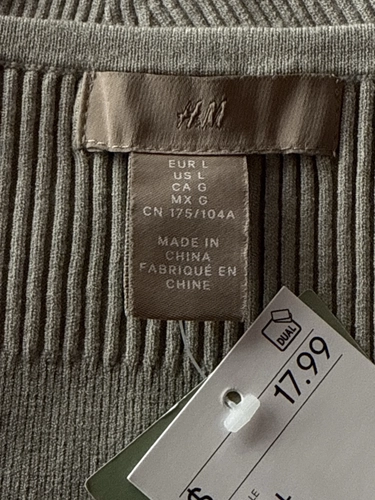 H&M
EUR L
US L
CA G
MX G
CN 175/104A
MADE IN
CHINA
FABRIQUÉ EN
CHINE
DUAL
17.99
$